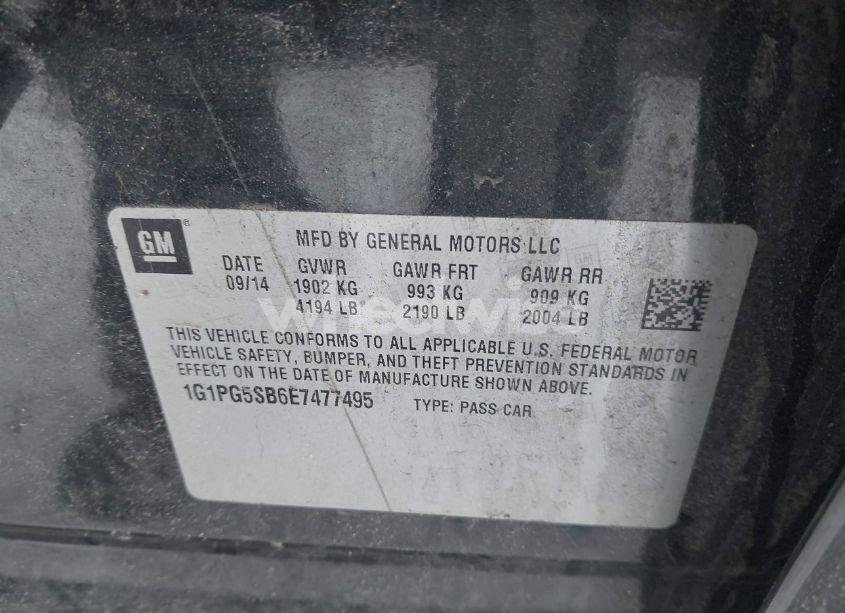 GM
MFD BY GENERAL MOTORS LLC
DATE GVWR GAWR FRT GAWR RR
09/14 1902 KG 993 KG 909 KG
4194 LB 2190 LB 2004 LB
THIS VEHICLE CONFORMS TO ALL APPLICABLE U.S. FEDERAL MOTOR
VEHICLE SAFETY, BUMPER, AND THEFT PREVENTION STANDARDS IN
EFFECT ON THE DATE OF MANUFACTURE SHOWN ABOVE.
1G1PG5SB6E7477495 TYPE: PASS CAR